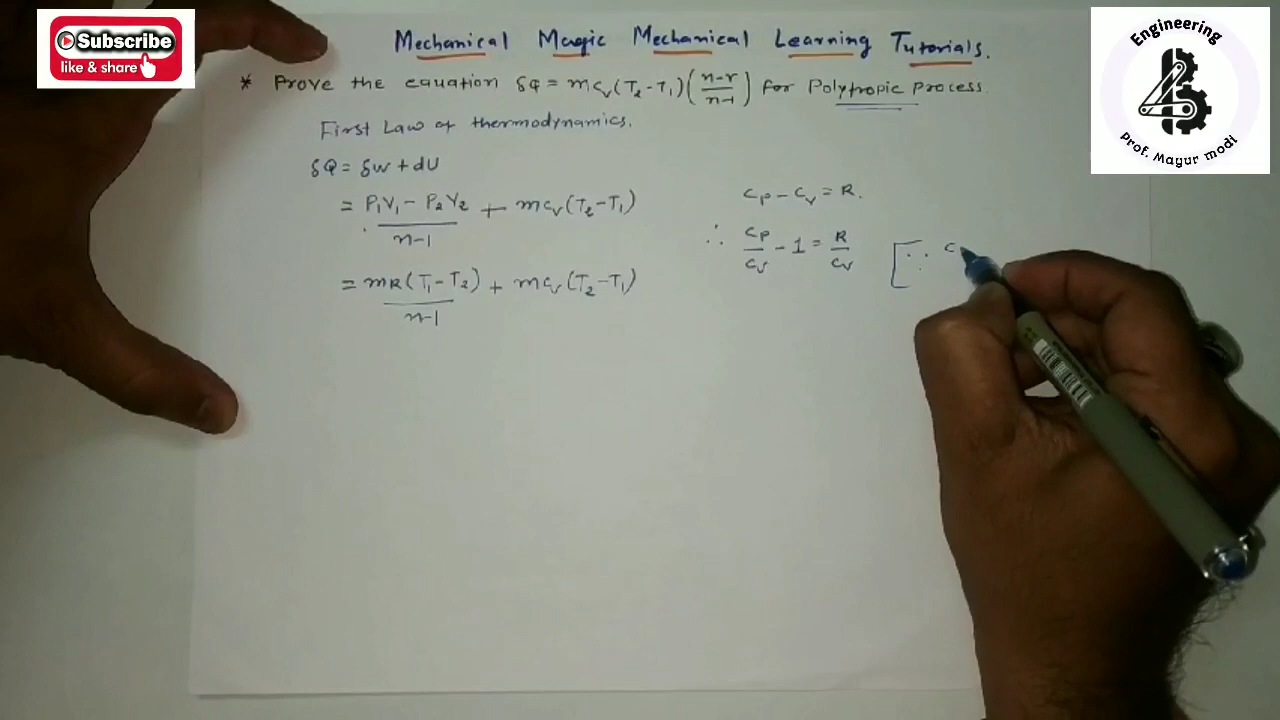 Subscribe
like & share
Engineering
Prof. Mayur modi
Mechanical Magic Mechanical Learning Tutorials.
* Prove the equation δQ = mCv(T2-T1)((n-r)/(n-1)) for Polytropic process.
First Law of thermodynamics.
δQ = δw + dU
= (P1V1 - P2V2)/(n-1) + mCv(T2-T1)
= mR(T1-T2)/(n-1) + mCv(T2-T1)
Cp - Cv = R.
∴ Cp/Cv - 1 = R/Cv [∵ C